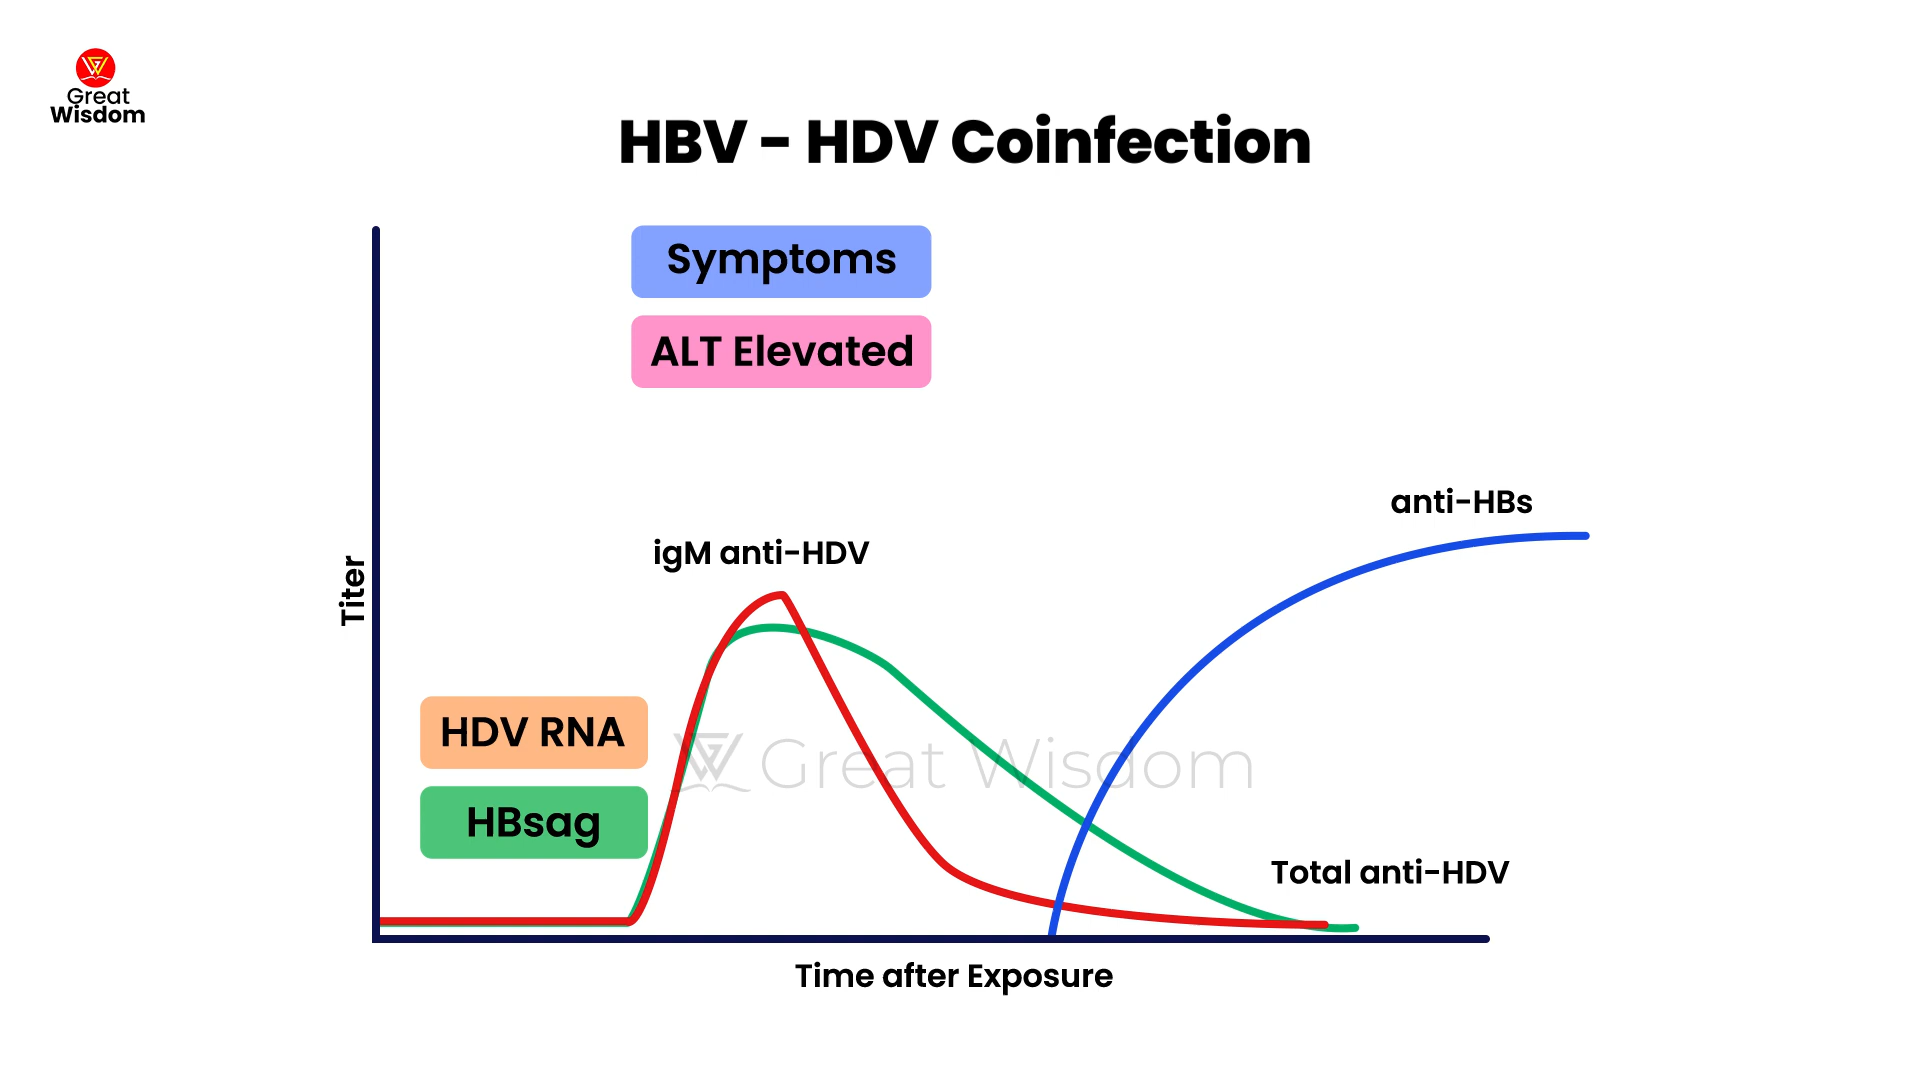 Great
Wisdom
HBV - HDV Coinfection
Symptoms
ALT Elevated
anti-HBs
igM anti-HDV
Titer
HDV RNA
Great Wisdom
HBsag
Total anti-HDV
Time after Exposure